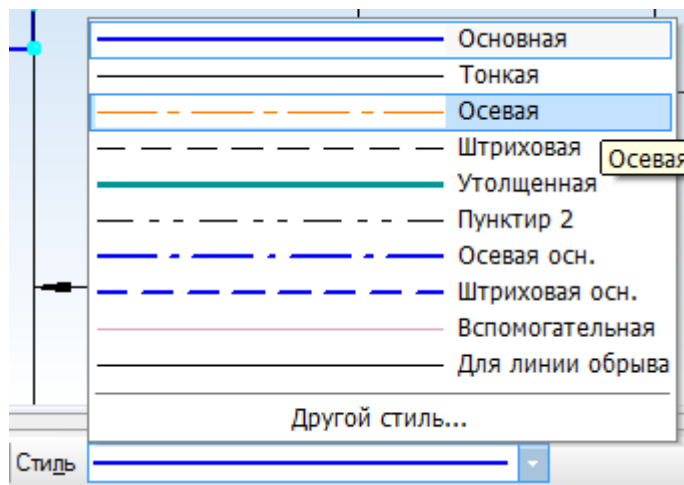 Основная
Тонкая
Осевая
Штриховая
Осевая
Утолщенная
Пунктир 2
Осевая осн.
Штриховая осн.
Вспомогательная
Для линии обрыва
Другой стиль...
Стиль